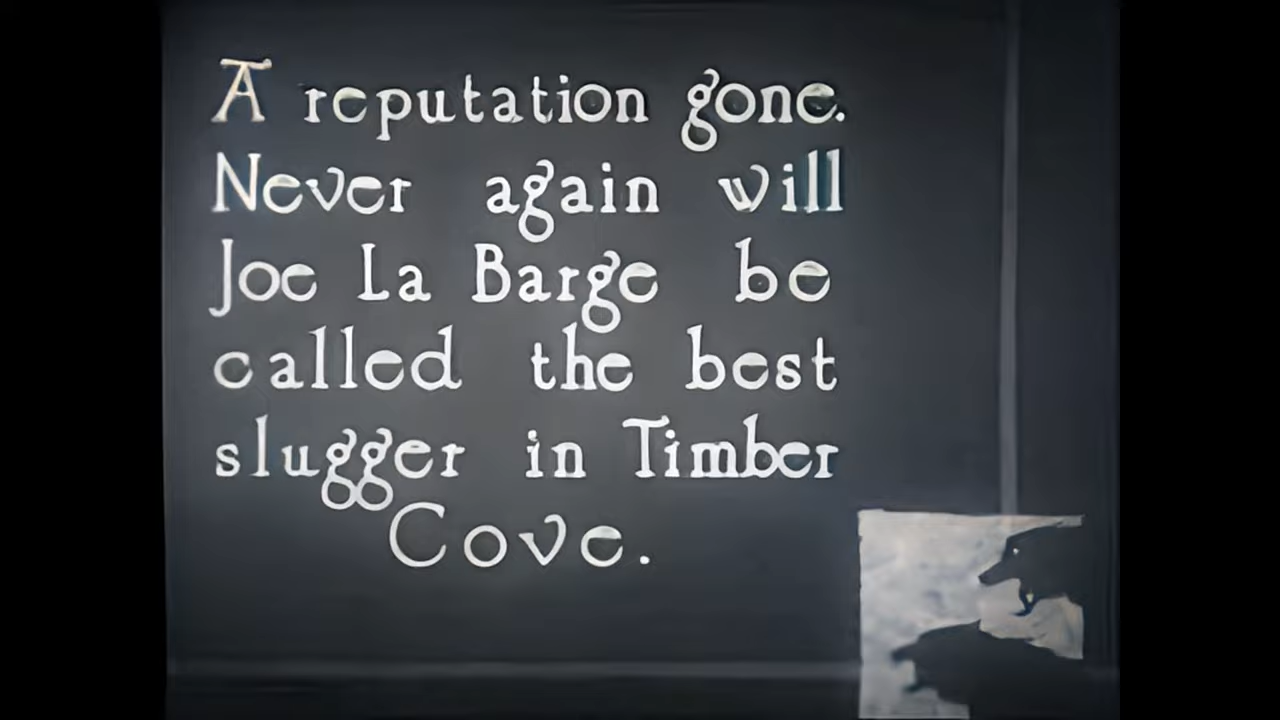 A reputation gone.
Never again will
Joe La Barge be
called the best
slugger in Timber
Cove.